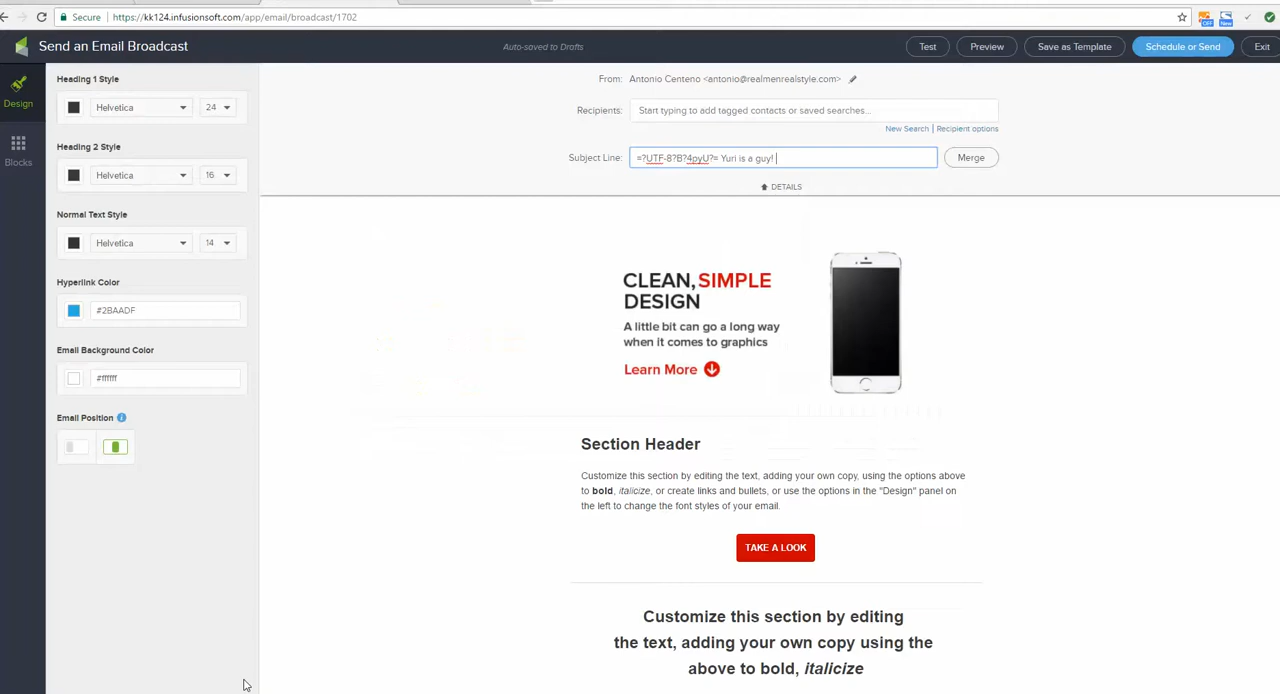 Secure | https://kk124.infusionsoft.com/app/email/broadcast/1702
OFF New
Send an Email Broadcast
Auto-saved to Drafts
Test Preview Save as Template Schedule or Send Exit
Design
Blocks
Heading 1 Style
Helvetica 24
Heading 2 Style
Helvetica 16
Normal Text Style
Helvetica 14
Hyperlink Color
#2BAADF
Email Background Color
#ffffff
Email Position
From: Antonio Centeno <antonio@realmenrealstyle.com>
Recipients: Start typing to add tagged contacts or saved searches...
New Search | Recipient options
Subject Line: =?UTF-8?B?4pyU?= Yuri is a guy! Merge
DETAILS
CLEAN, SIMPLE
DESIGN
A little bit can go a long way
when it comes to graphics
Learn More
Section Header
Customize this section by editing the text, adding your own copy, using the options above
to bold, italicize, or create links and bullets, or use the options in the "Design" panel on
the left to change the font styles of your email.
TAKE A LOOK
Customize this section by editing
the text, adding your own copy using the
above to bold, italicize